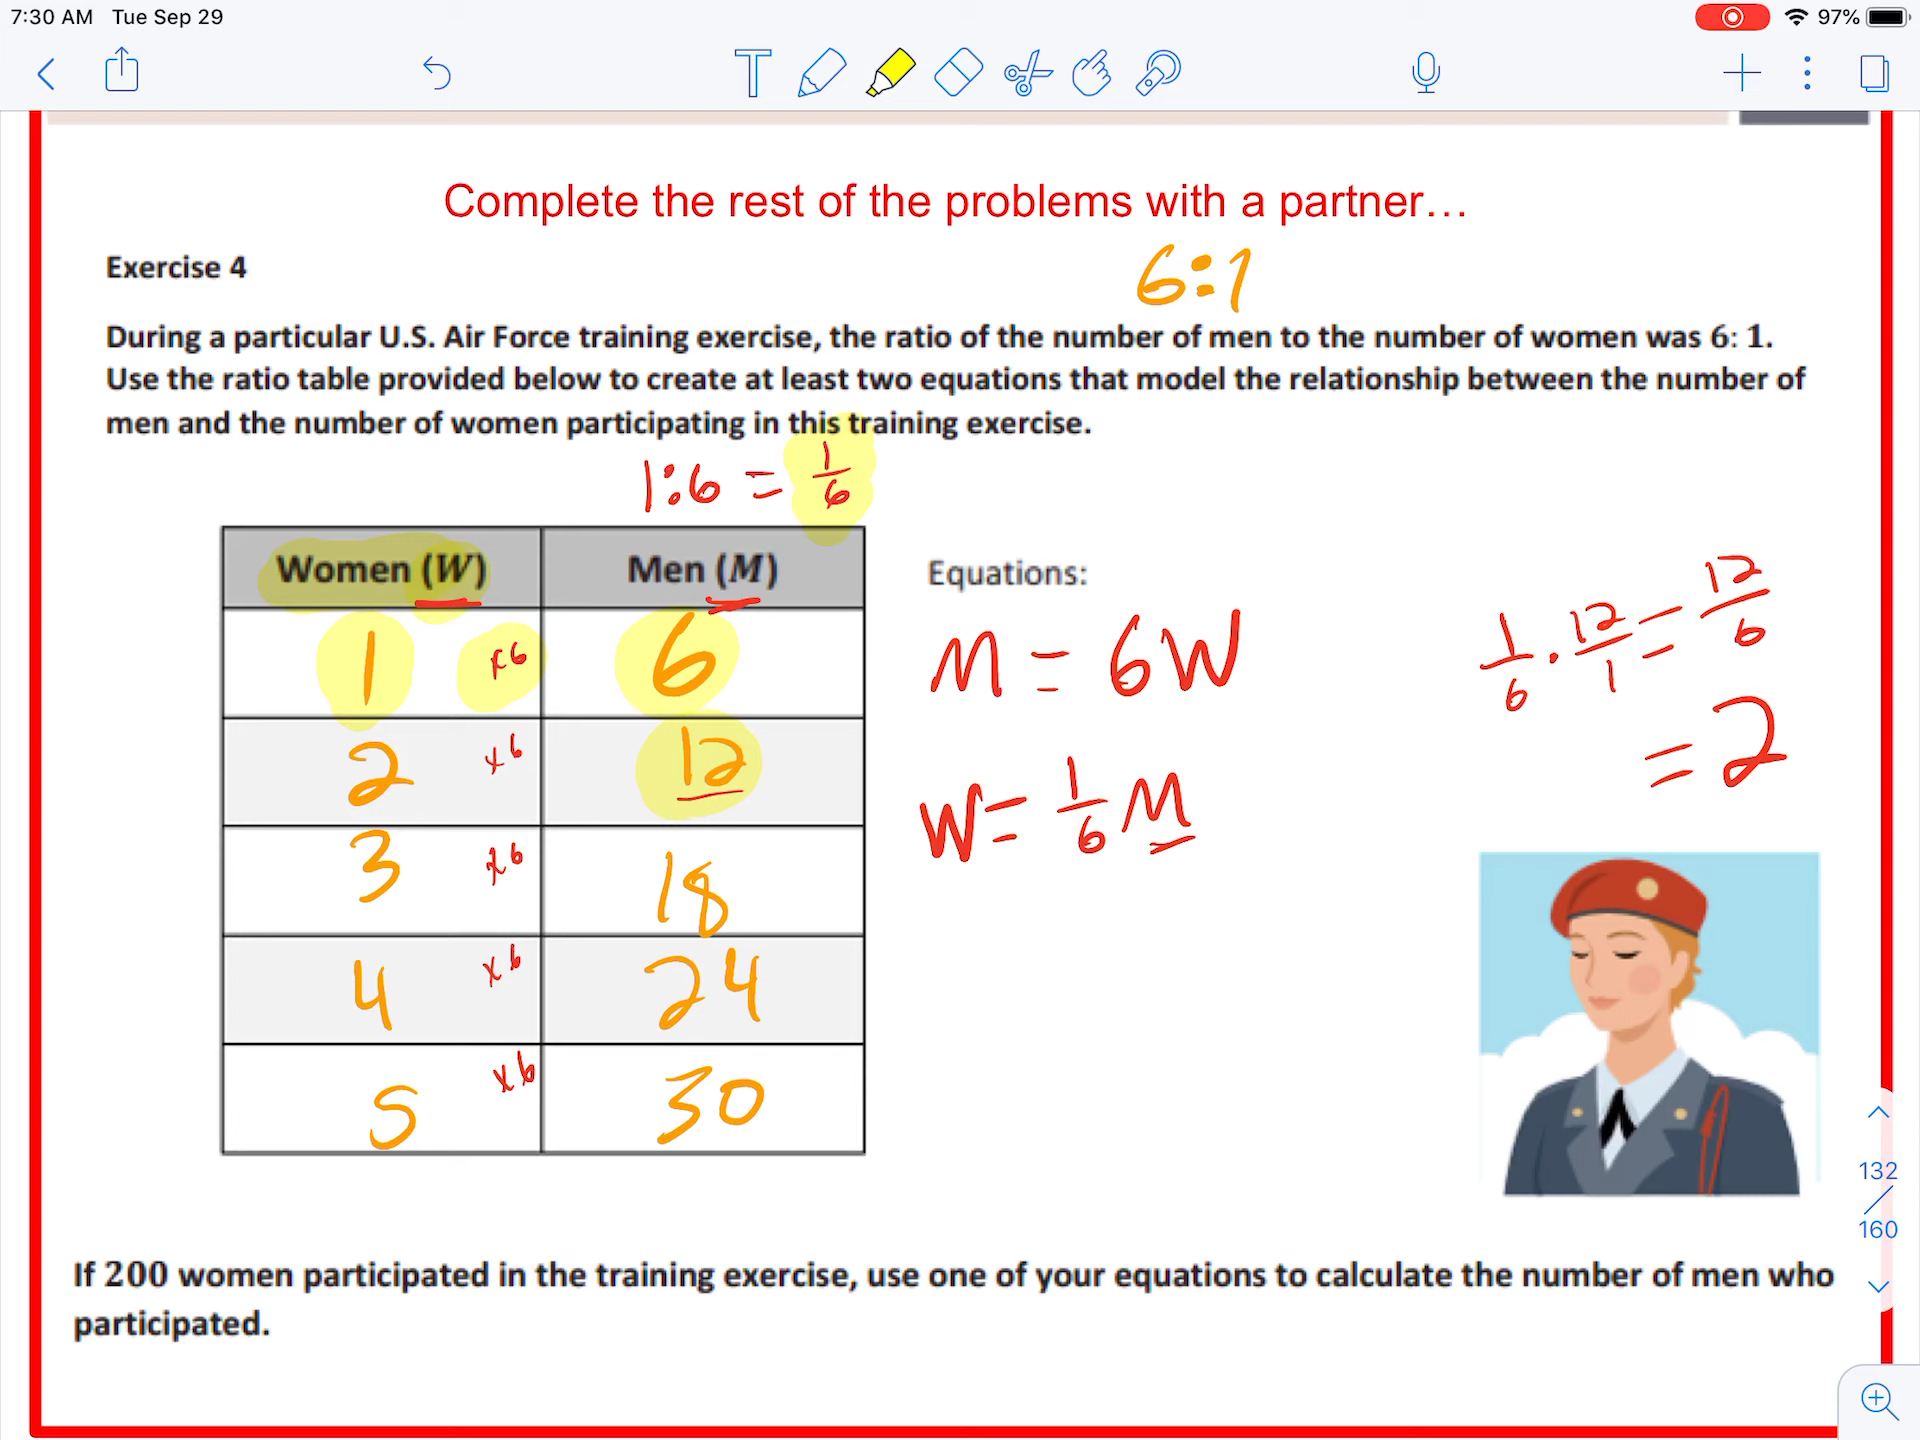 7:30 AM Tue Sep 29
97%
T
Complete the rest of the problems with a partner...
6:1
Exercise 4
During a particular U.S. Air Force training exercise, the ratio of the number of men to the number of women was 6: 1.
Use the ratio table provided below to create at least two equations that model the relationship between the number of
men and the number of women participating in this training exercise.
1:6 = 1/6
Women (W) Men (M)
1 x6 6
2 x6 12
3 x6 18
4 x6 24
5 x6 30
Equations:
M = 6W
W = 1/6 M
1/6 · 12/1 = 12/6
= 2
132
/
160
If 200 women participated in the training exercise, use one of your equations to calculate the number of men who
participated.